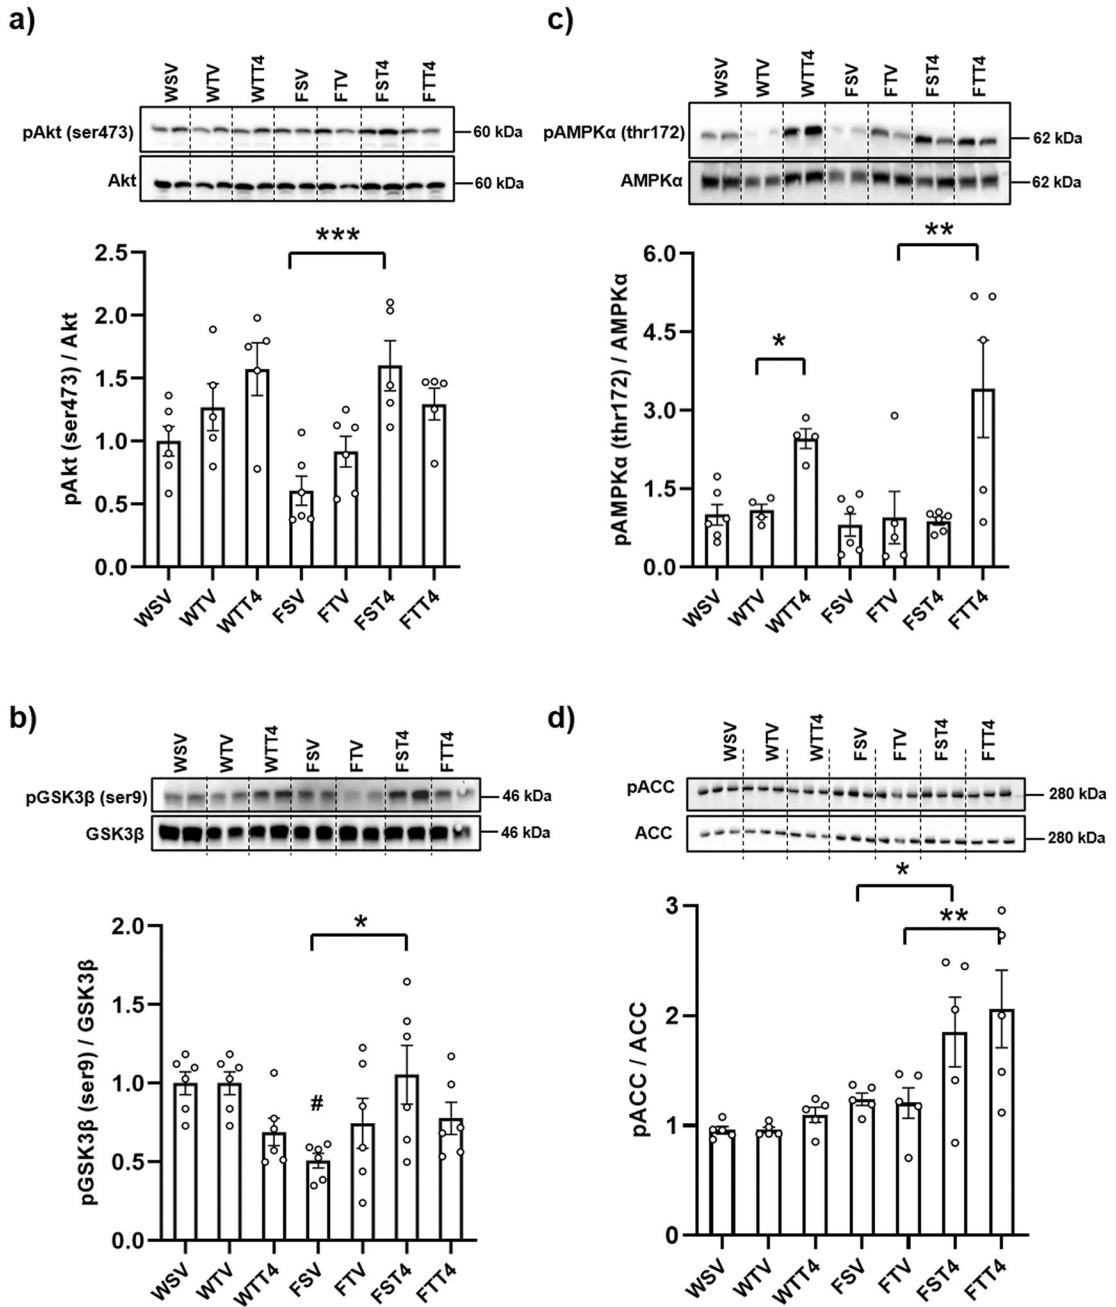 a)
WSV WTV WTT4 FSV FTV FST4 FTT4
pAkt (ser473) 60 kDa
Akt 60 kDa
***
2.5
2.0
1.5
1.0
0.5
0.0
pAkt (ser473) / Akt
WSV WTV WTT4 FSV FTV FST4 FTT4
c)
WSV WTV WTT4 FSV FTV FST4 FTT4
pAMPKα (thr172) 62 kDa
AMPKα 62 kDa
**
*
6.0
4.5
3.0
1.5
0.0
pAMPKα (thr172) / AMPKα
WSV WTV WTT4 FSV FTV FST4 FTT4
b)
WSV WTV WTT4 FSV FTV FST4 FTT4
pGSK3β (ser9) 46 kDa
GSK3β 46 kDa
*
#
2.0
1.5
1.0
0.5
0.0
pGSK3β (ser9) / GSK3β
WSV WTV WTT4 FSV FTV FST4 FTT4
d)
WSV WTV WTT4 FSV FTV FST4 FTT4
pACC 280 kDa
ACC 280 kDa
*
**
3
2
1
0
pACC / ACC
WSV WTV WTT4 FSV FTV FST4 FTT4